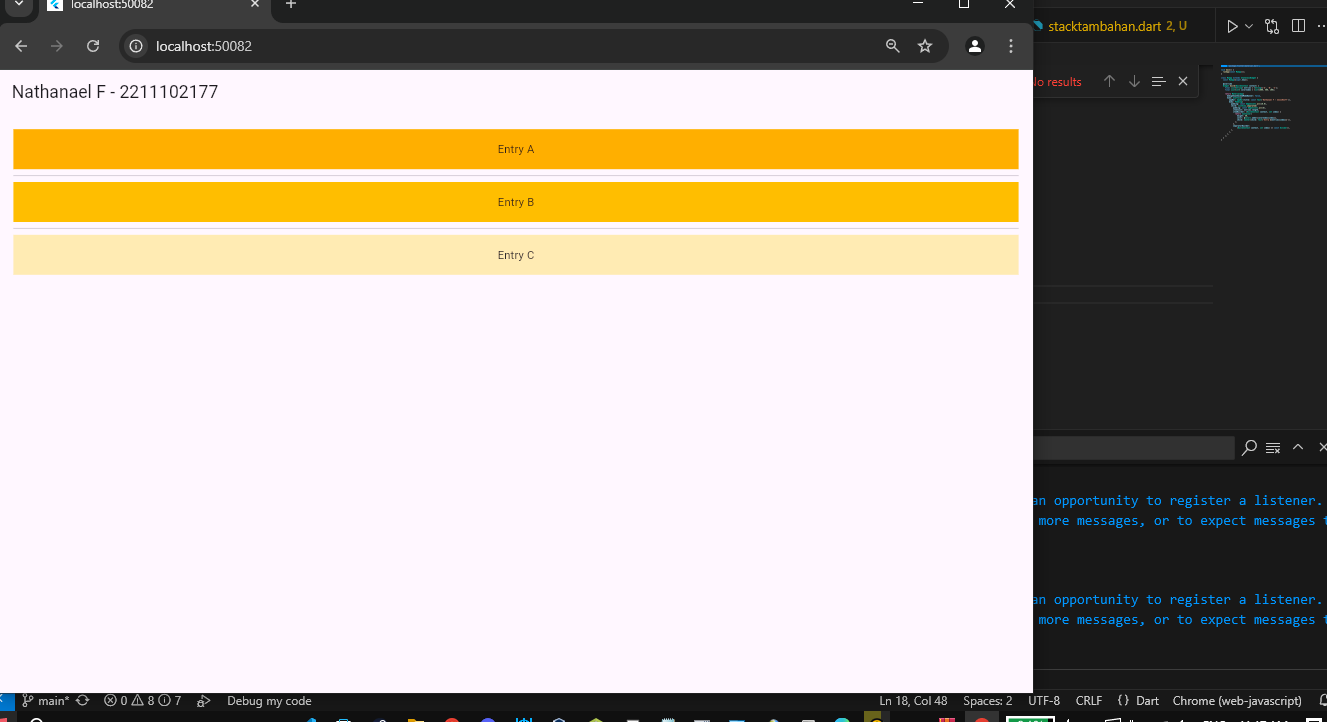 localhost:50082
stacktambahan.dart 2, U
localhost:50082
Nathanael F - 2211102177
No results
Entry A
Entry B
Entry C
an opportunity to register a listener.
more messages, or to expect messages
an opportunity to register a listener.
more messages, or to expect messages
main* 0 8 7 Debug my code Ln 18, Col 48 Spaces: 2 UTF-8 CRLF {} Dart Chrome (web-javascript)